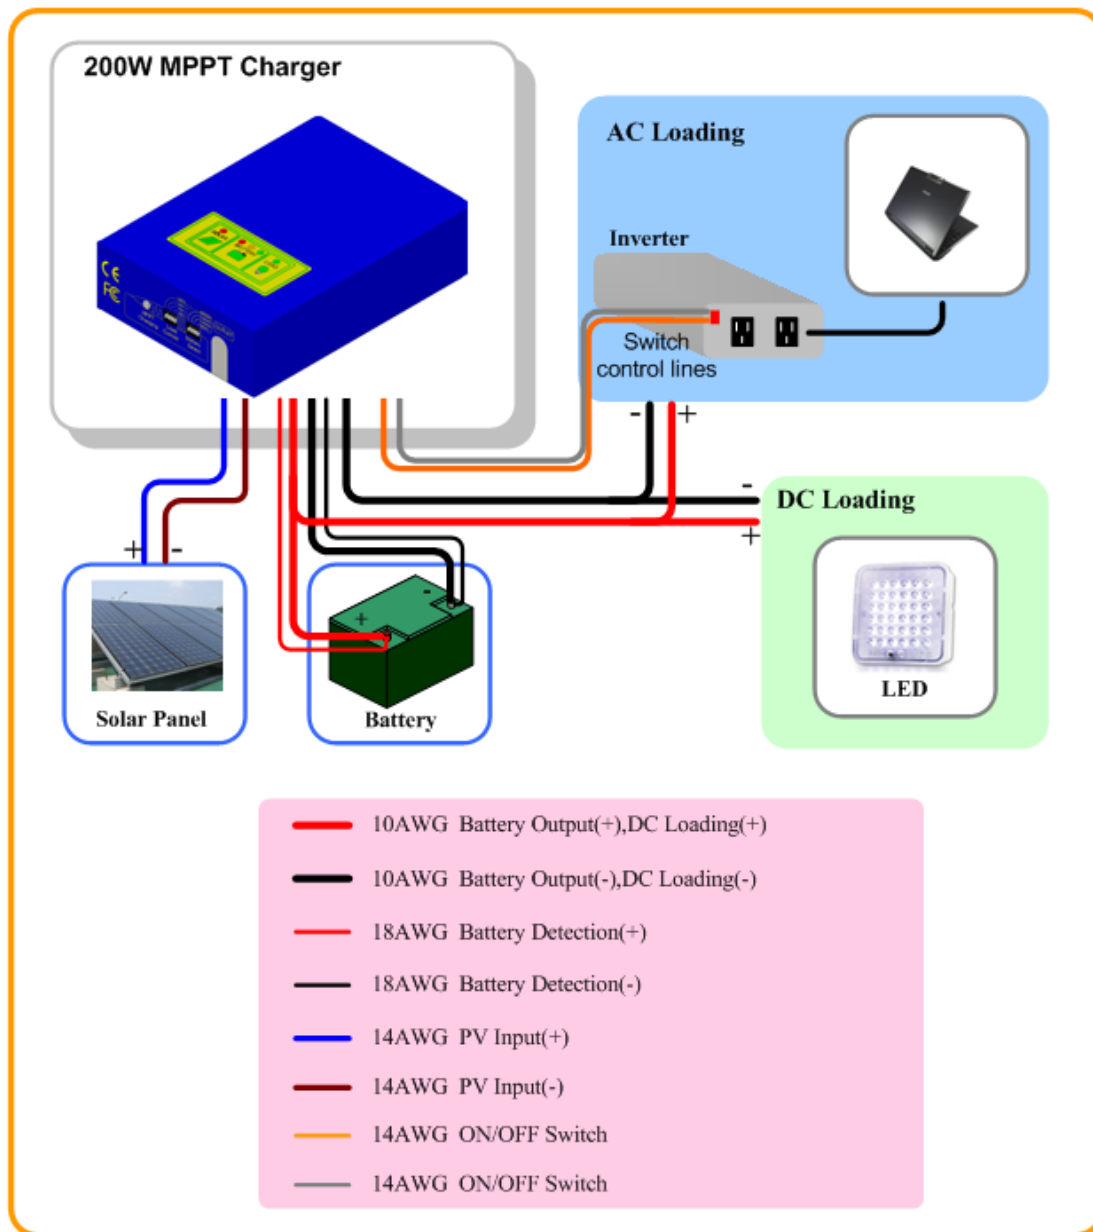 200W MPPT Charger
AC Loading
Inverter
Switch
control lines
- +
-
DC Loading
+
+ -
+ -
LED
Solar Panel
Battery
10AWG Battery Output(+),DC Loading(+)
10AWG Battery Output(-),DC Loading(-)
18AWG Battery Detection(+)
18AWG Battery Detection(-)
14AWG PV Input(+)
14AWG PV Input(-)
14AWG ON/OFF Switch
14AWG ON/OFF Switch